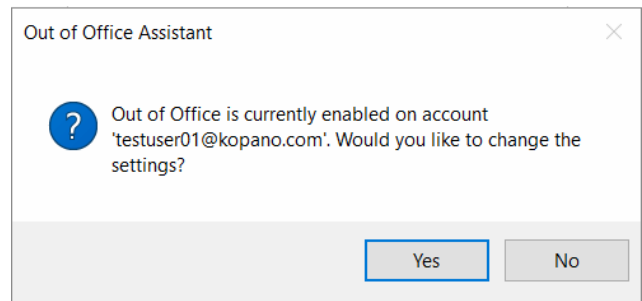 Out of Office Assistant
Out of Office is currently enabled on account
'testuser01@kopano.com'. Would you like to change the
settings?
Yes
No